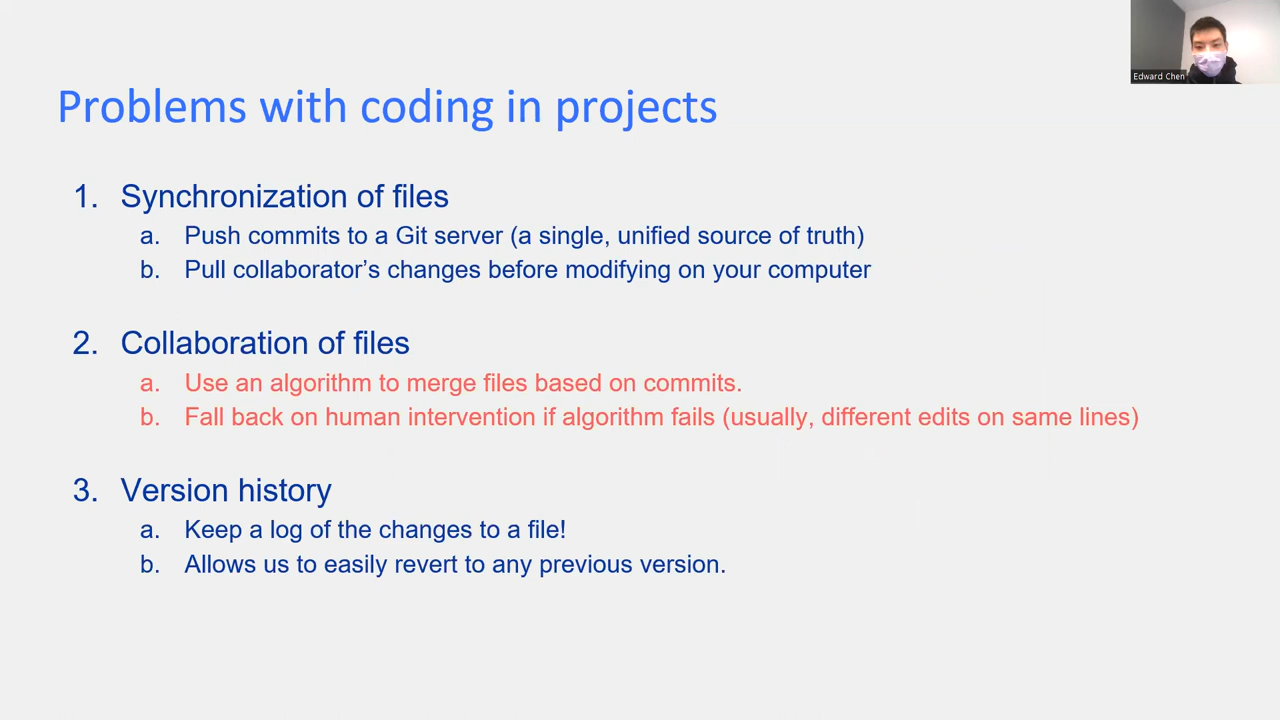 Edward Chen
Problems with coding in projects
1. Synchronization of files
a. Push commits to a Git server (a single, unified source of truth)
b. Pull collaborator’s changes before modifying on your computer
2. Collaboration of files
a. Use an algorithm to merge files based on commits.
b. Fall back on human intervention if algorithm fails (usually, different edits on same lines)
3. Version history
a. Keep a log of the changes to a file!
b. Allows us to easily revert to any previous version.